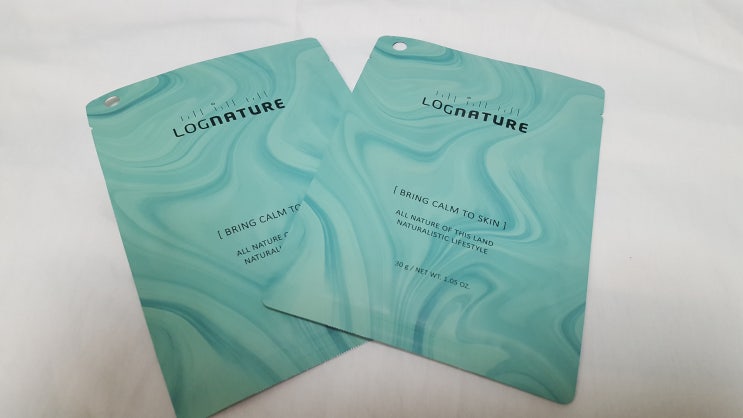 LOGNATURE
[ BRING CALM TO
ALL NATURE
LOGNATURE
[ BRING CALM TO SKIN ]
ALL NATURE OF THIS LAND
NATURALISTIC LIFESTYLE
30 g / NET WT. 1.05 OZ.